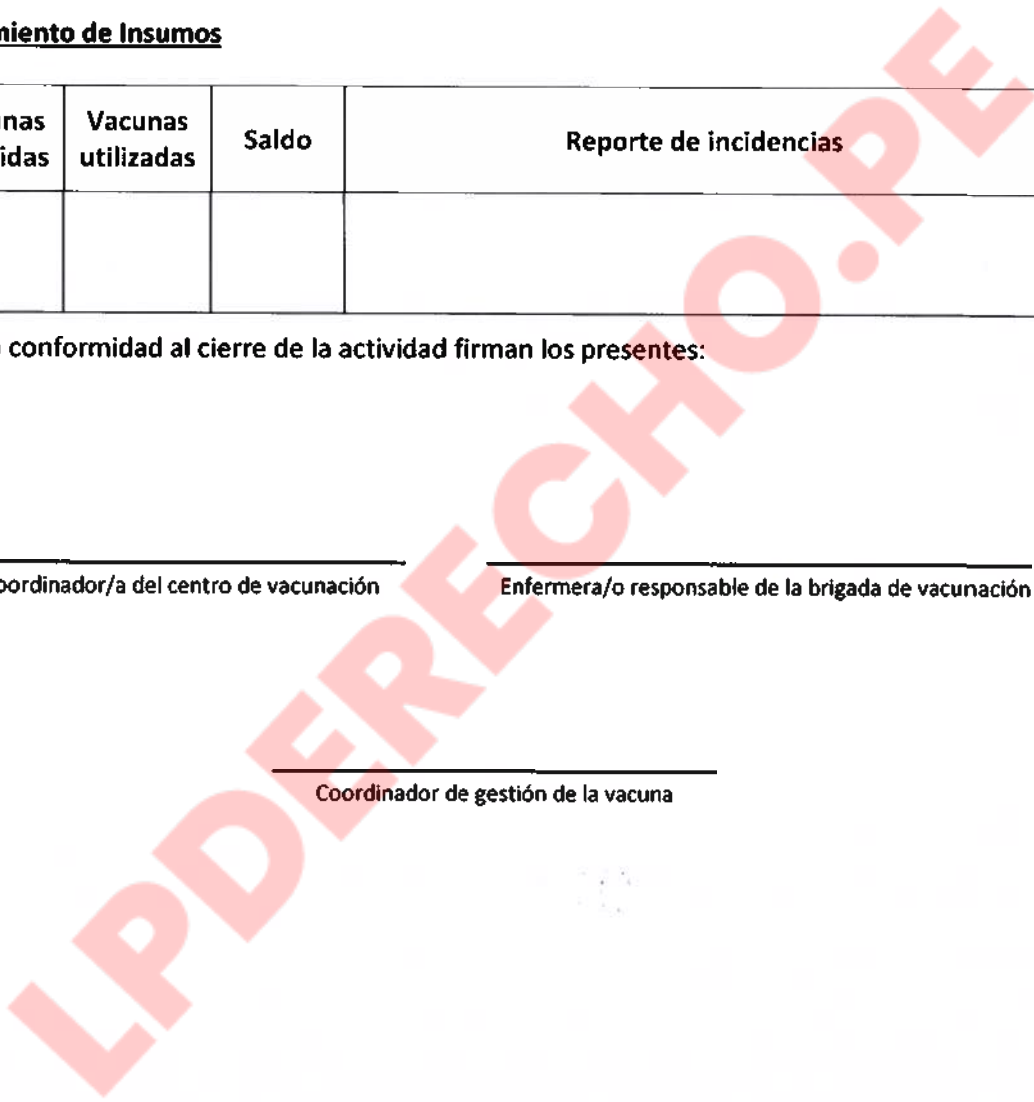 miento de Insumos
unas
idas
Vacunas
utilizadas
Saldo
Reporte de incidencias
conformidad al cierre de la actividad firman los presentes:
oordinador/a del centro de vacunación
Enfermera/o responsable de la brigada de vacunación
Coordinador de gestión de la vacuna
LPDERECHO.PE